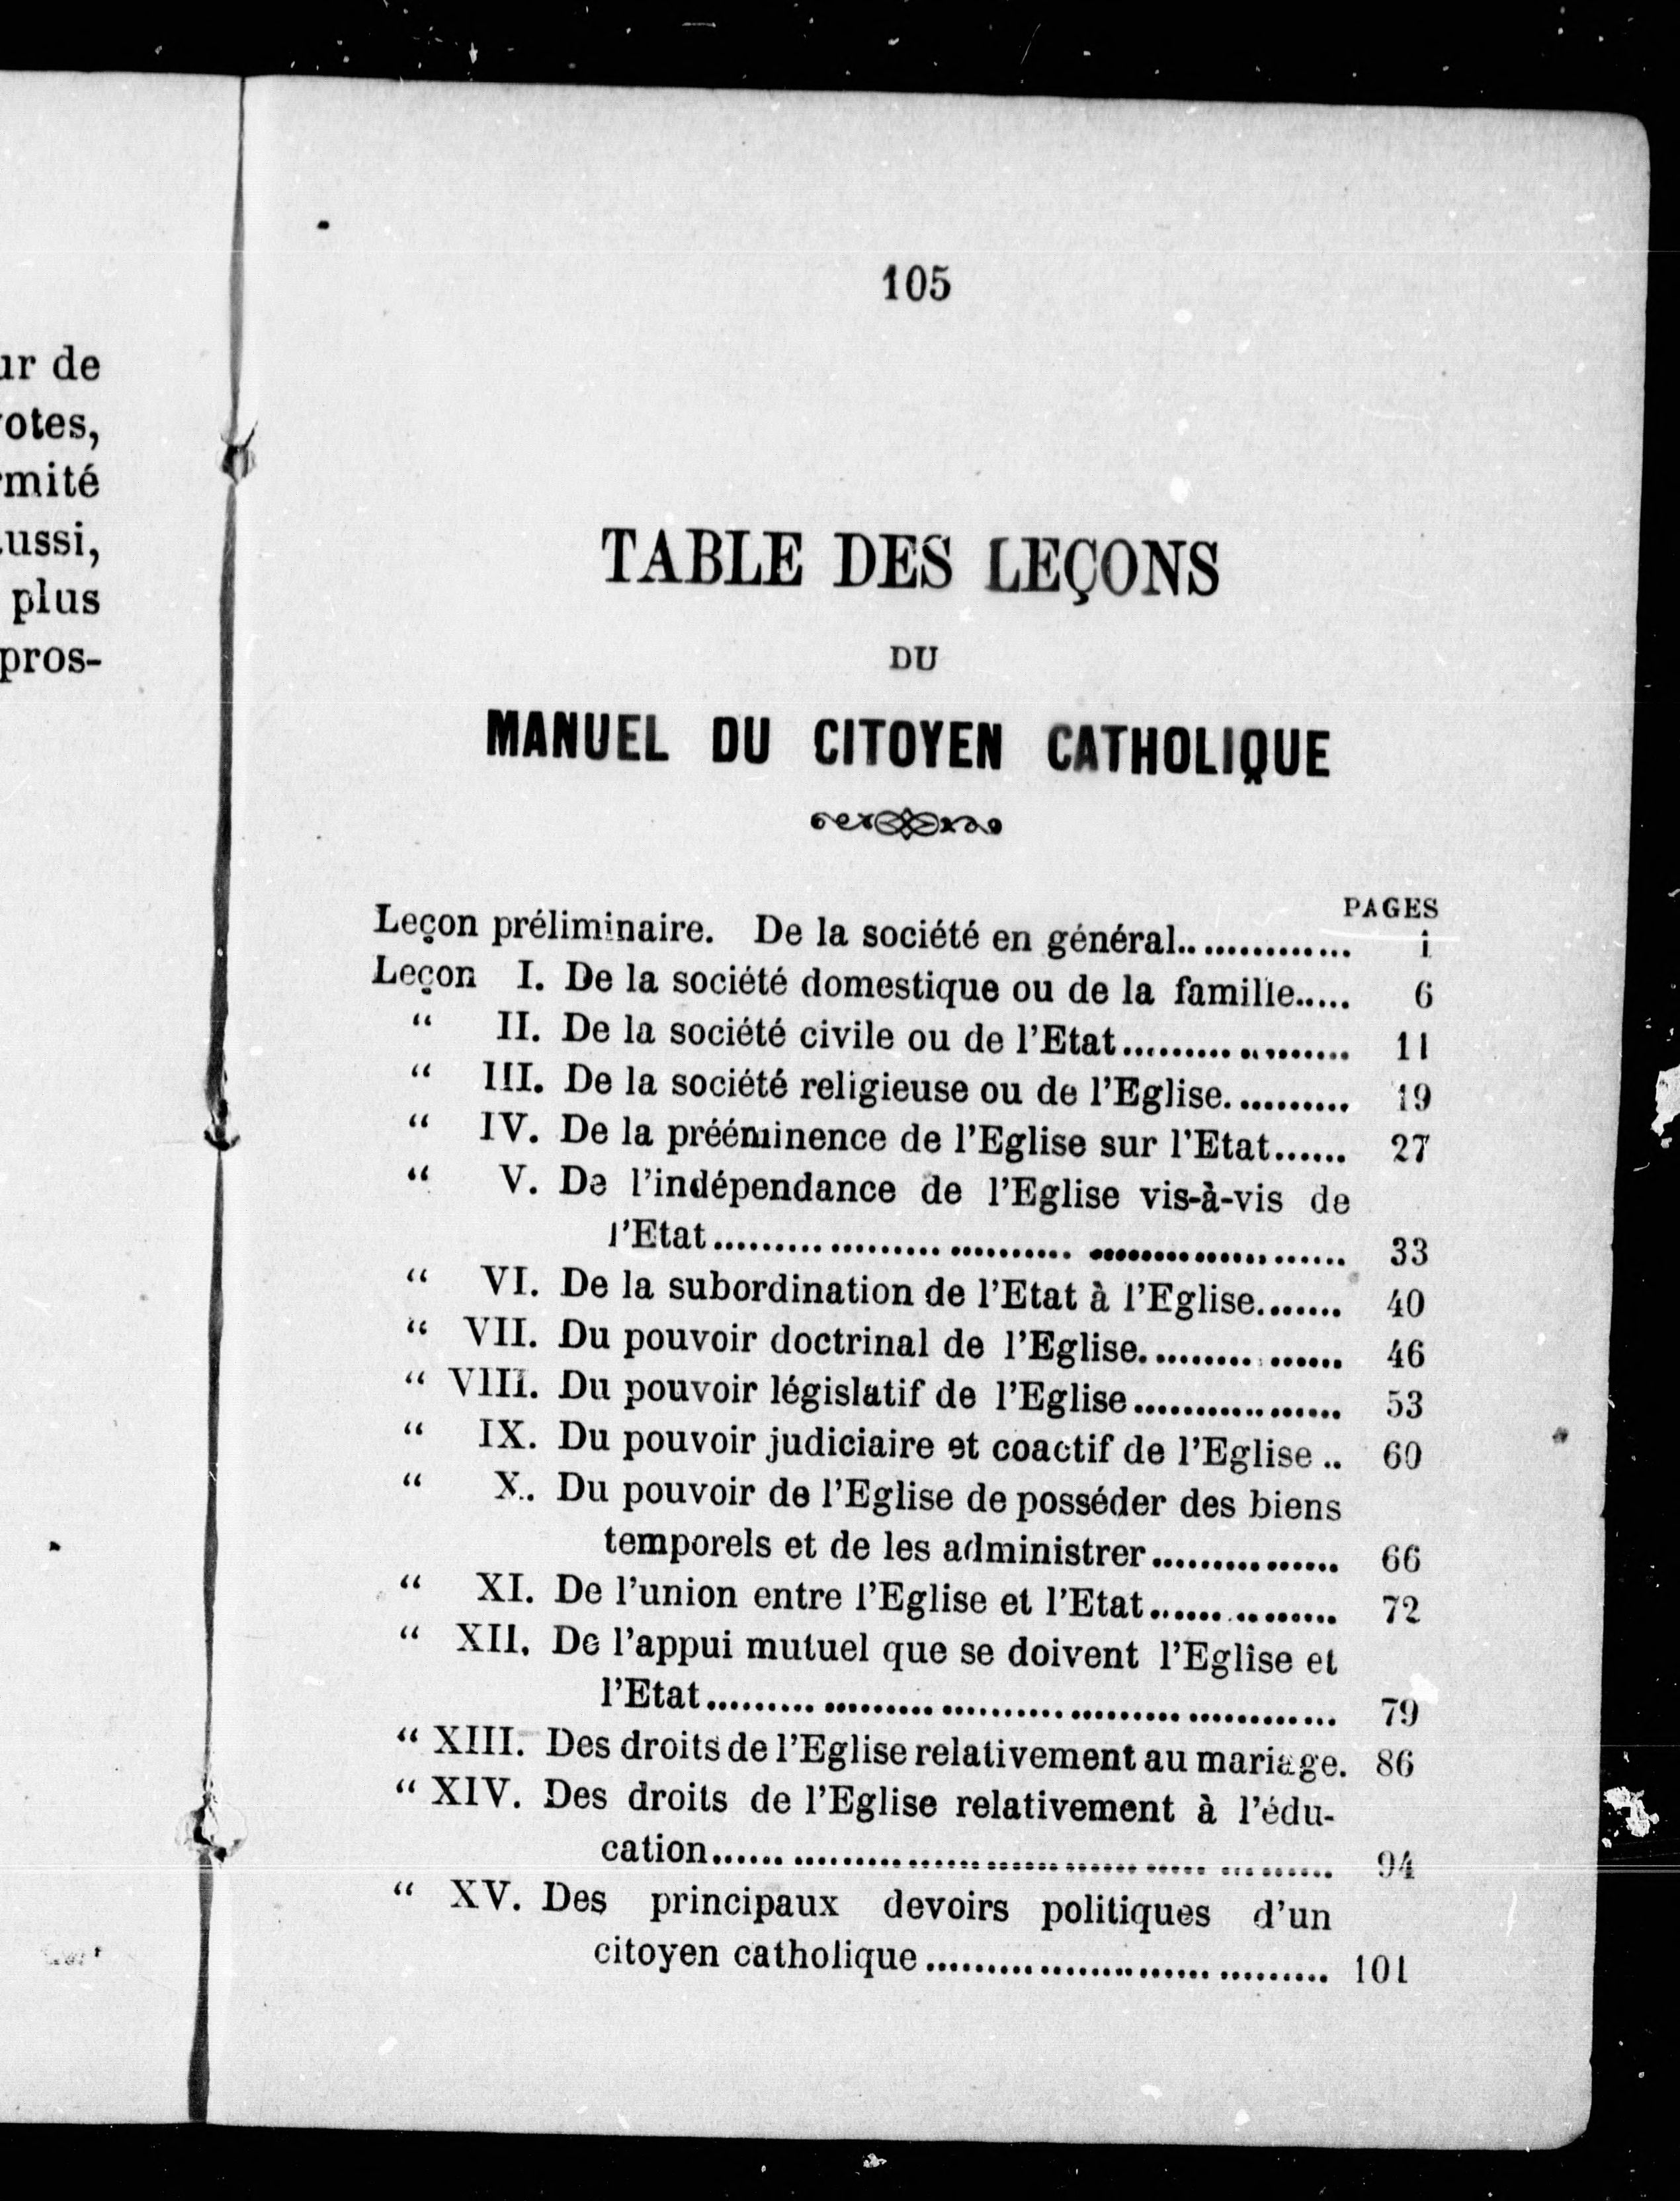 ur de
votes,
rmité
aussi,
plus
pros-
105
TABLE DES LEÇONS
DU
MANUEL DU CITOYEN CATHOLIQUE
PAGES
Leçon préliminaire. De la société en général.............. i
Leçon I. De la société domestique ou de la famille..... 6
“ II. De la société civile ou de l'Etat................... 11
“ III. De la société religieuse ou de l'Eglise........... 19
“ IV. De la prééminence de l'Eglise sur l'Etat...... 27
“ V. De l'indépendance de l'Eglise vis-à-vis de
l'Etat.................................................... 33
“ VI. De la subordination de l'Etat à l'Eglise....... 40
“ VII. Du pouvoir doctrinal de l'Eglise................ 46
“ VIII. Du pouvoir législatif de l'Eglise................. 53
“ IX. Du pouvoir judiciaire et coactif de l'Eglise .. 60
“ X. Du pouvoir de l'Eglise de posséder des biens
temporels et de les administrer............... 66
“ XI. De l'union entre l'Eglise et l'Etat............... 72
“ XII. De l'appui mutuel que se doivent l'Eglise et
l'Etat.................................................... 79
“ XIII. Des droits de l'Eglise relativement au mariage. 86
“ XIV. Des droits de l'Eglise relativement à l'édu-
cation................................................... 94
“ XV. Des principaux devoirs politiques d'un
citoyen catholique................................. 101